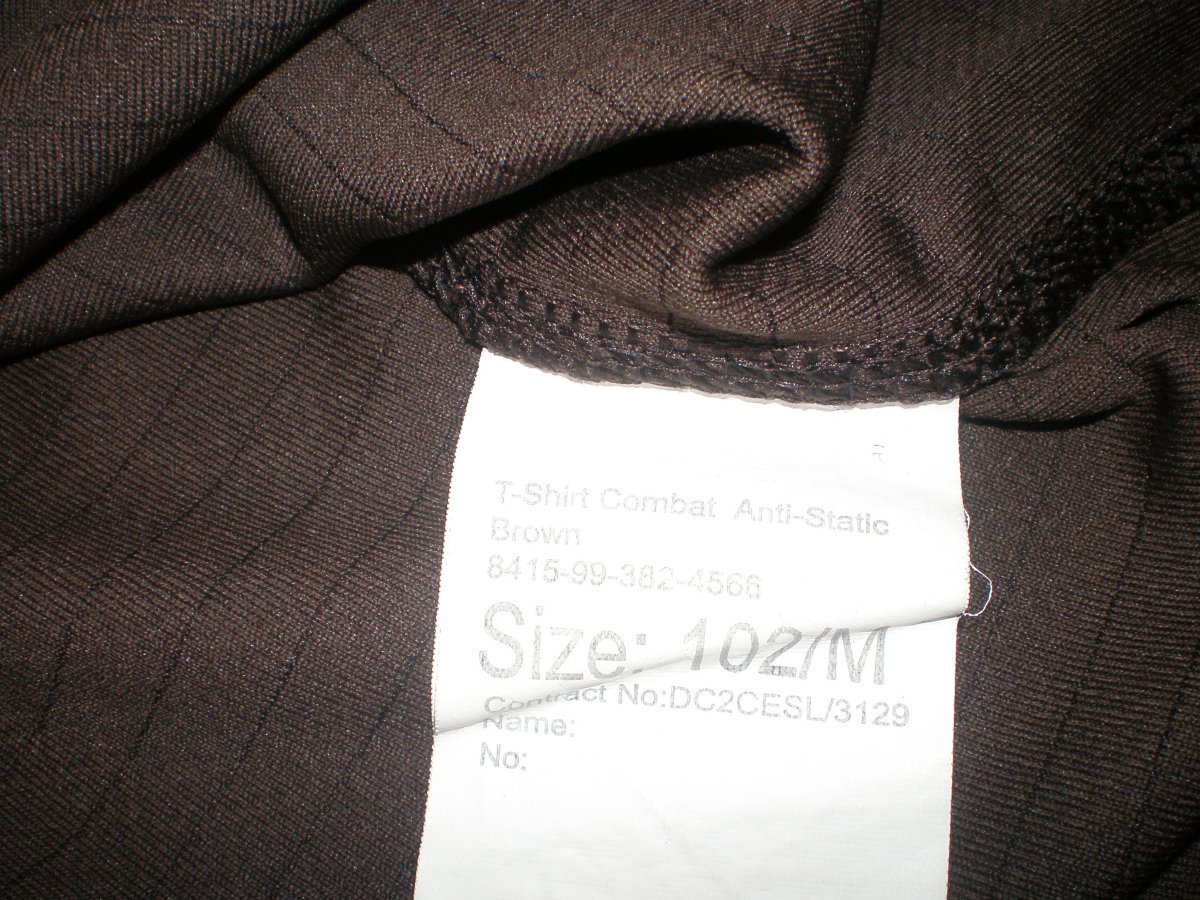 T-Shirt Combat Anti-Static
Brown
8415-99-382-4566
Size: 102/M
Contract No:DC2CESL/3129
Name:
No: